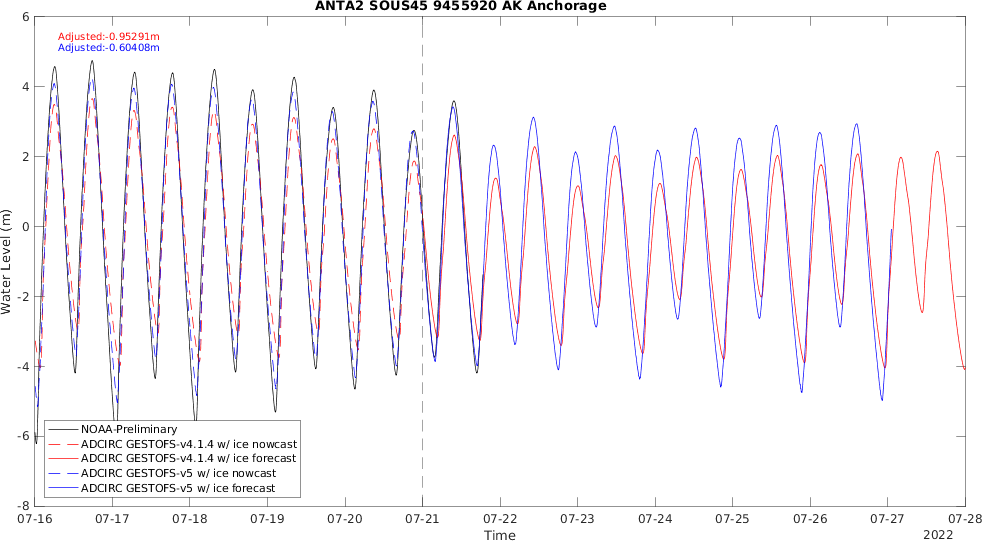 ANTA2 SOUS45 9455920 AK Anchorage
Adjusted:-0.95291m
Adjusted:-0.60408m
6
4
2
0
-2
-4
-6
-8
Water Level (m)
NOAA-Preliminary
ADCIRC GESTOFS-v4.1.4 w/ ice nowcast
ADCIRC GESTOFS-v4.1.4 w/ ice forecast
ADCIRC GESTOFS-v5 w/ ice nowcast
ADCIRC GESTOFS-v5 w/ ice forecast
07-16 07-17 07-18 07-19 07-20 07-21 07-22 07-23 07-24 07-25 07-26 07-27 07-28
Time
2022